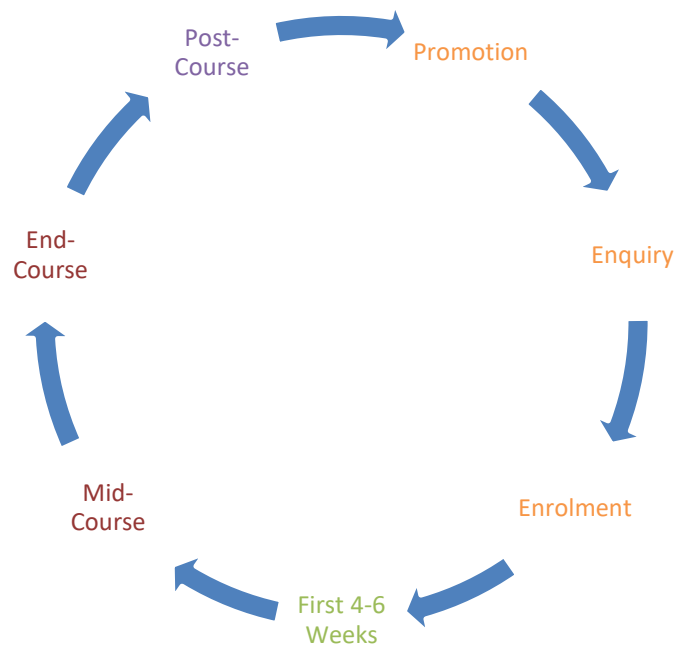 Post-
Course
Promotion
Enquiry
Enrolment
First 4-6
Weeks
Mid-
Course
End-
Course